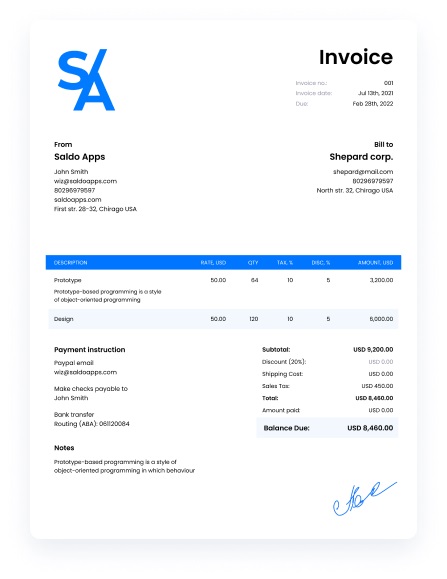 SA
Invoice
Invoice no.: 001
Invoice date: Jul 13th, 2021
Due: Feb 28th, 2022
From
Saldo Apps
John Smith
wiz@saldoapps.com
80296979597
saldoapps.com
First str. 28-32, Chirago USA
Bill to
Shepard corp.
shepard@mail.com
80296979597
North str. 32, Chirago USA
DESCRIPTION RATE, USD QTY TAX, % DISC, % AMOUNT, USD
Prototype 50.00 64 10 5 3,200.00
Prototype-based programming is a style
of object-oriented programming
Design 50.00 120 10 5 6,000.00
Payment instruction
Paypal email
wiz@saldoapps.com
Make checks payable to
John Smith
Bank transfer
Routing (ABA): 061120084
Subtotal: USD 9,200.00
Discount (20%): USD 0.00
Shipping Cost: USD 0.00
Sales Tax: USD 450.00
Total: USD 8,460.00
Amount paid: USD 0.00
Balance Due: USD 8,460.00
Notes
Prototype-based programming is a style of
object-oriented programming in which behaviour